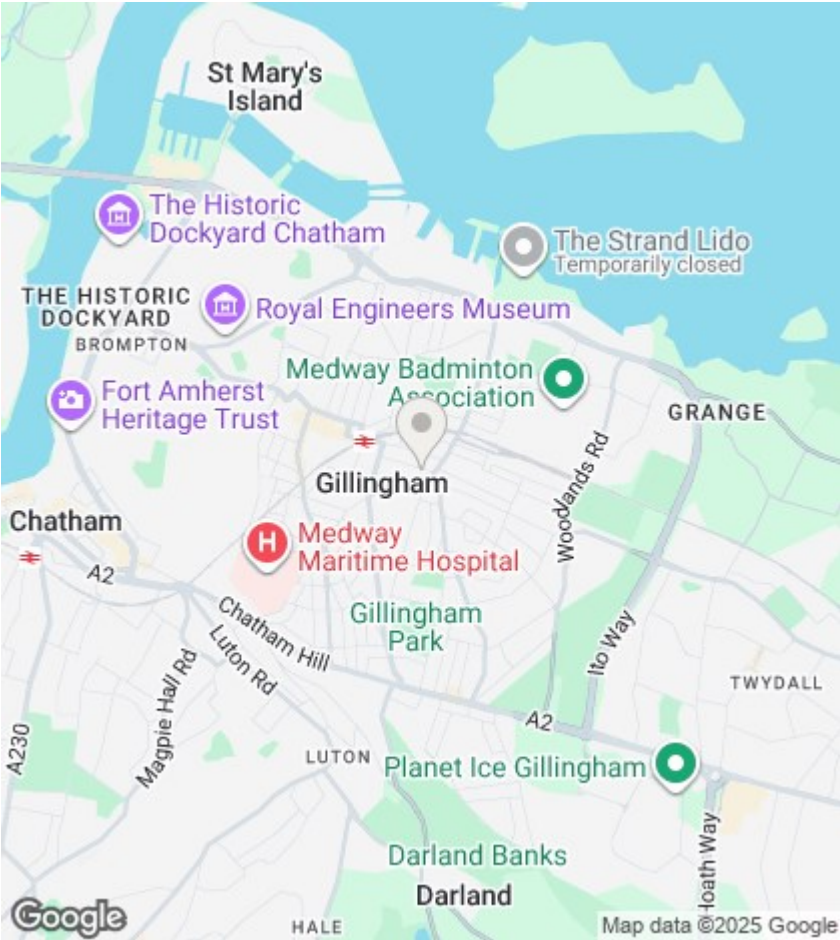 St Mary's
Island
The Historic
Dockyard Chatham
The Strand Lido
Temporarily closed
THE HISTORIC
DOCKYARD
Royal Engineers Museum
BROMPTON
Medway Badminton
Association
Fort Amherst
Heritage Trust
GRANGE
Gillingham
Woodlands Rd
Chatham
H
Medway
Maritime Hospital
A2
Chatham Hill
Gillingham
Park
Luton Rd
Ito Way
Magpie Hall Rd
TWYDALL
A230
A2
LUTON
Planet Ice Gillingham
Hoath Way
Darland Banks
Darland
Google
HALE
Map data ©2025 Google